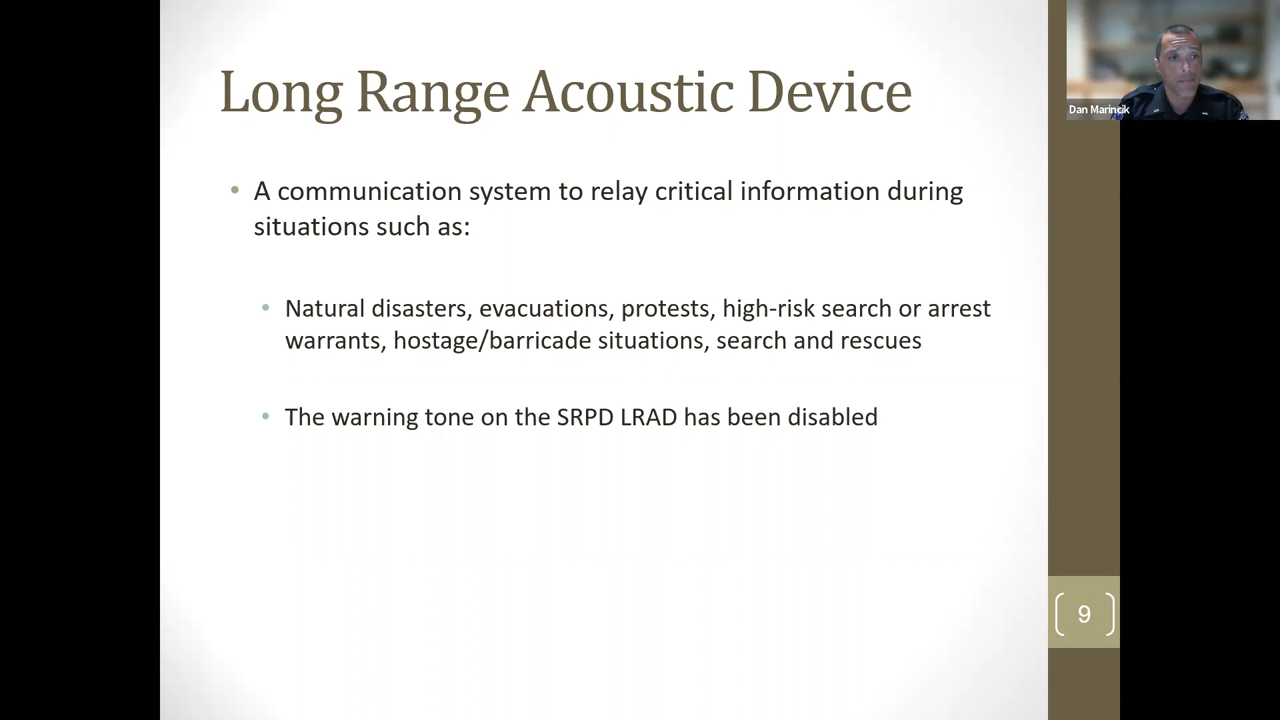 Long Range Acoustic Device
Dan Marincik
• A communication system to relay critical information during
situations such as:
• Natural disasters, evacuations, protests, high-risk search or arrest
warrants, hostage/barricade situations, search and rescues
• The warning tone on the SRPD LRAD has been disabled
9